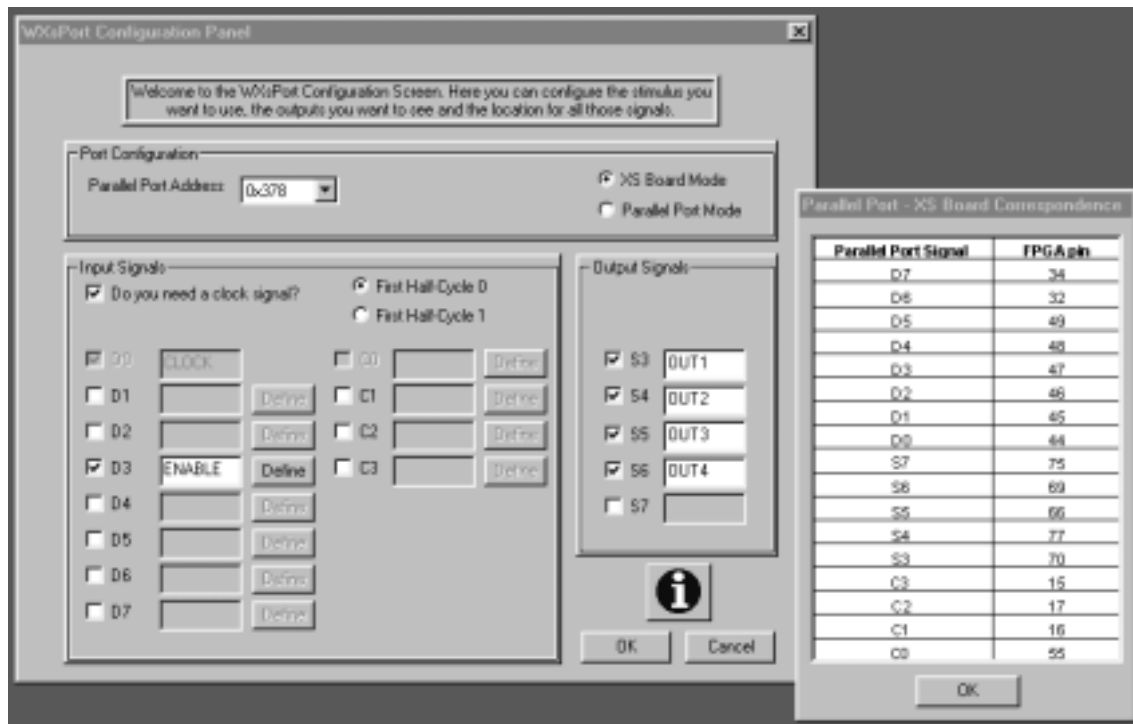 WXsPort Configuration Panel
Welcome to the WXsPort Configuration Screen. Here you can configure the stimulus you
want to use, the outputs you want to see and the location for all those signals.
Port Configuration
Parallel Port Address 0x378
XS Board Mode
Parallel Port Mode
Input Signals
Do you need a clock signal?
First Half-Cycle 0
First Half-Cycle 1
D0 CLOCK C0 Define
D1 Define C1 Define
D2 Define C2 Define
D3 ENABLE Define C3 Define
D4 Define
D5 Define
D6 Define
D7 Define
Output Signals
S3 OUT1
S4 OUT2
S5 OUT3
S6 OUT4
S7
OK Cancel
Parallel Port - XS Board Correspondence
Parallel Port Signal FPGA pin
D7 34
D6 32
D5 49
D4 48
D3 47
D2 46
D1 45
D0 44
S7 75
S6 69
S5 66
S4 77
S3 70
C3 15
C2 17
C1 16
C0 55
OK